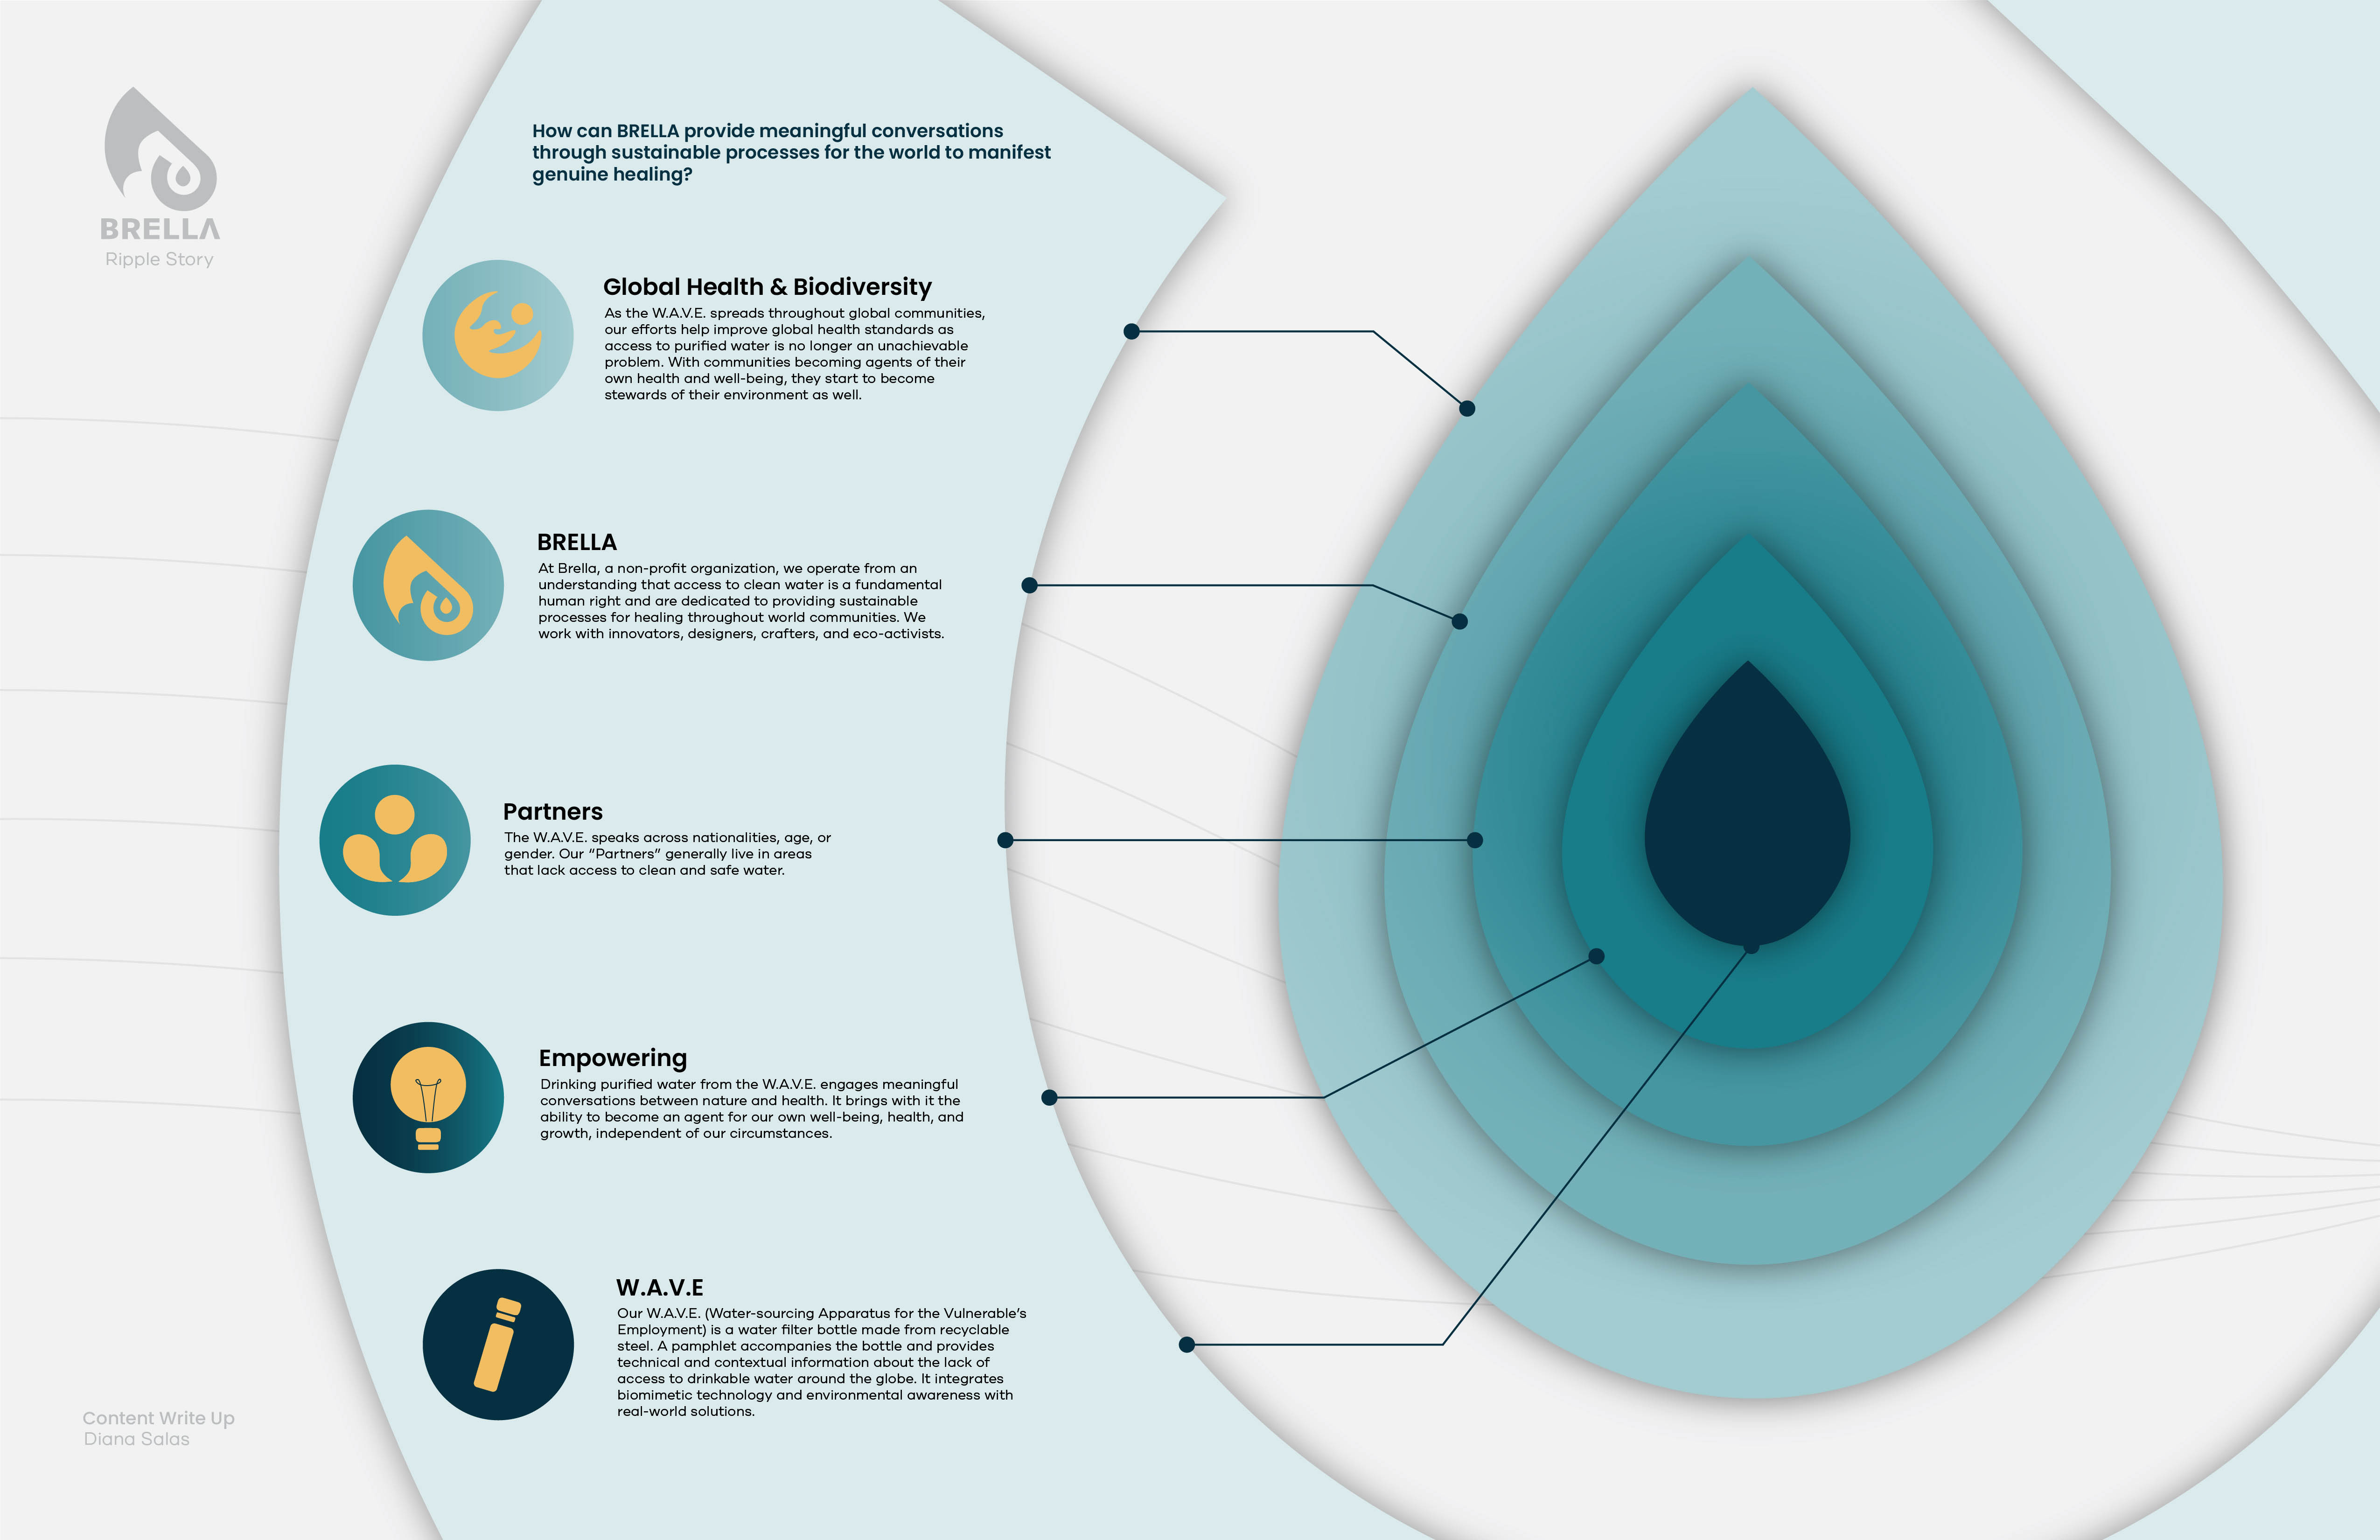 BRELLA
Ripple Story
How can BRELLA provide meaningful conversations
through sustainable processes for the world to manifest
genuine healing?
Global Health & Biodiversity
As the W.A.V.E. spreads throughout global communities,
our efforts help improve global health standards as
access to purified water is no longer an unachievable
problem. With communities becoming agents of their
own health and well-being, they start to become
stewards of their environment as well.
BRELLA
At Brella, a non-profit organization, we operate from an
understanding that access to clean water is a fundamental
human right and are dedicated to providing sustainable
processes for healing throughout world communities. We
work with innovators, designers, crafters, and eco-activists.
Partners
The W.A.V.E. speaks across nationalities, age, or
gender. Our “Partners” generally live in areas
that lack access to clean and safe water.
Empowering
Drinking purified water from the W.A.V.E. engages meaningful
conversations between nature and health. It brings with it the
ability to become an agent for our own well-being, health, and
growth, independent of our circumstances.
W.A.V.E
Our W.A.V.E. (Water-sourcing Apparatus for the Vulnerable’s
Employment) is a water filter bottle made from recyclable
steel. A pamphlet accompanies the bottle and provides
technical and contextual information about the lack of
access to drinkable water around the globe. It integrates
biomimetic technology and environmental awareness with
real-world solutions.
Content Write Up
Diana Salas